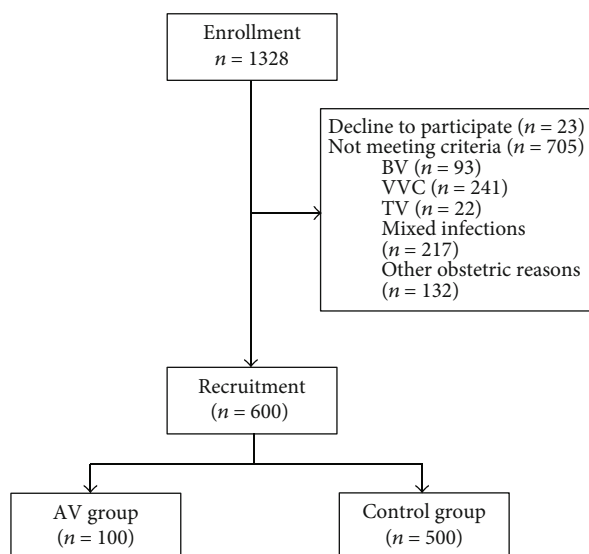 Enrollment
n = 1328
Decline to participate (n = 23)
Not meeting criteria (n = 705)
BV (n = 93)
VVC (n = 241)
TV (n = 22)
Mixed infections
(n = 217)
Other obstetric reasons
(n = 132)
Recruitment
(n = 600)
AV group
(n = 100)
Control group
(n = 500)